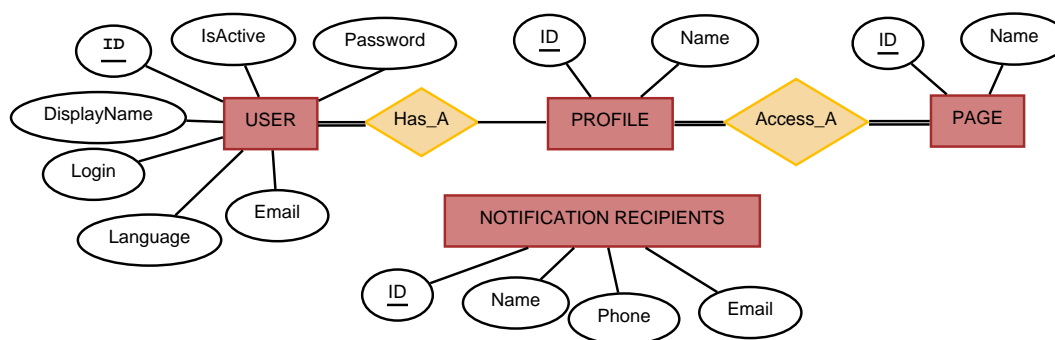 ID
IsActive
Password
ID
Name
ID
Name
DisplayName
USER
Has_A
PROFILE
Access_A
PAGE
Login
Language
Email
NOTIFICATION RECIPIENTS
ID
Name
Phone
Email